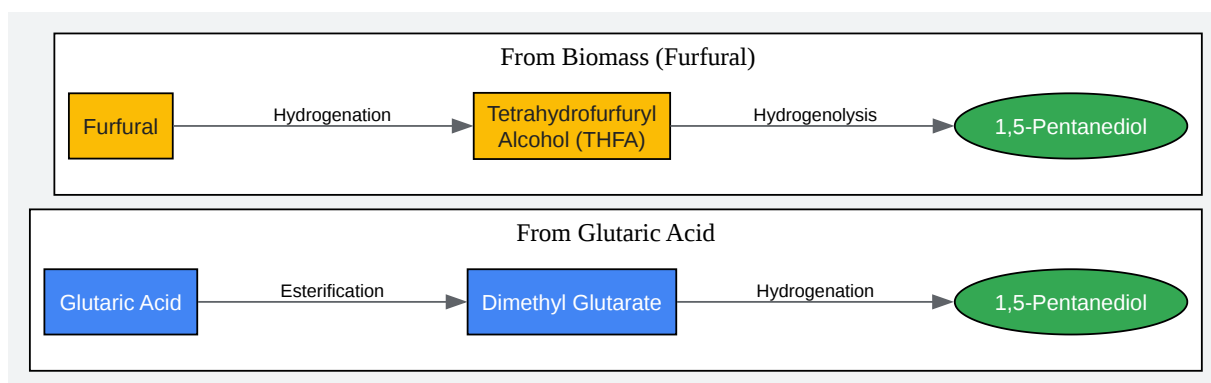 From Biomass (Furfural)
Furfural
Hydrogenation
Tetrahydrofurfuryl
Alcohol (THFA)
Hydrogenolysis
1,5-Pentanediol
From Glutaric Acid
Glutaric Acid
Esterification
Dimethyl Glutarate
Hydrogenation
1,5-Pentanediol